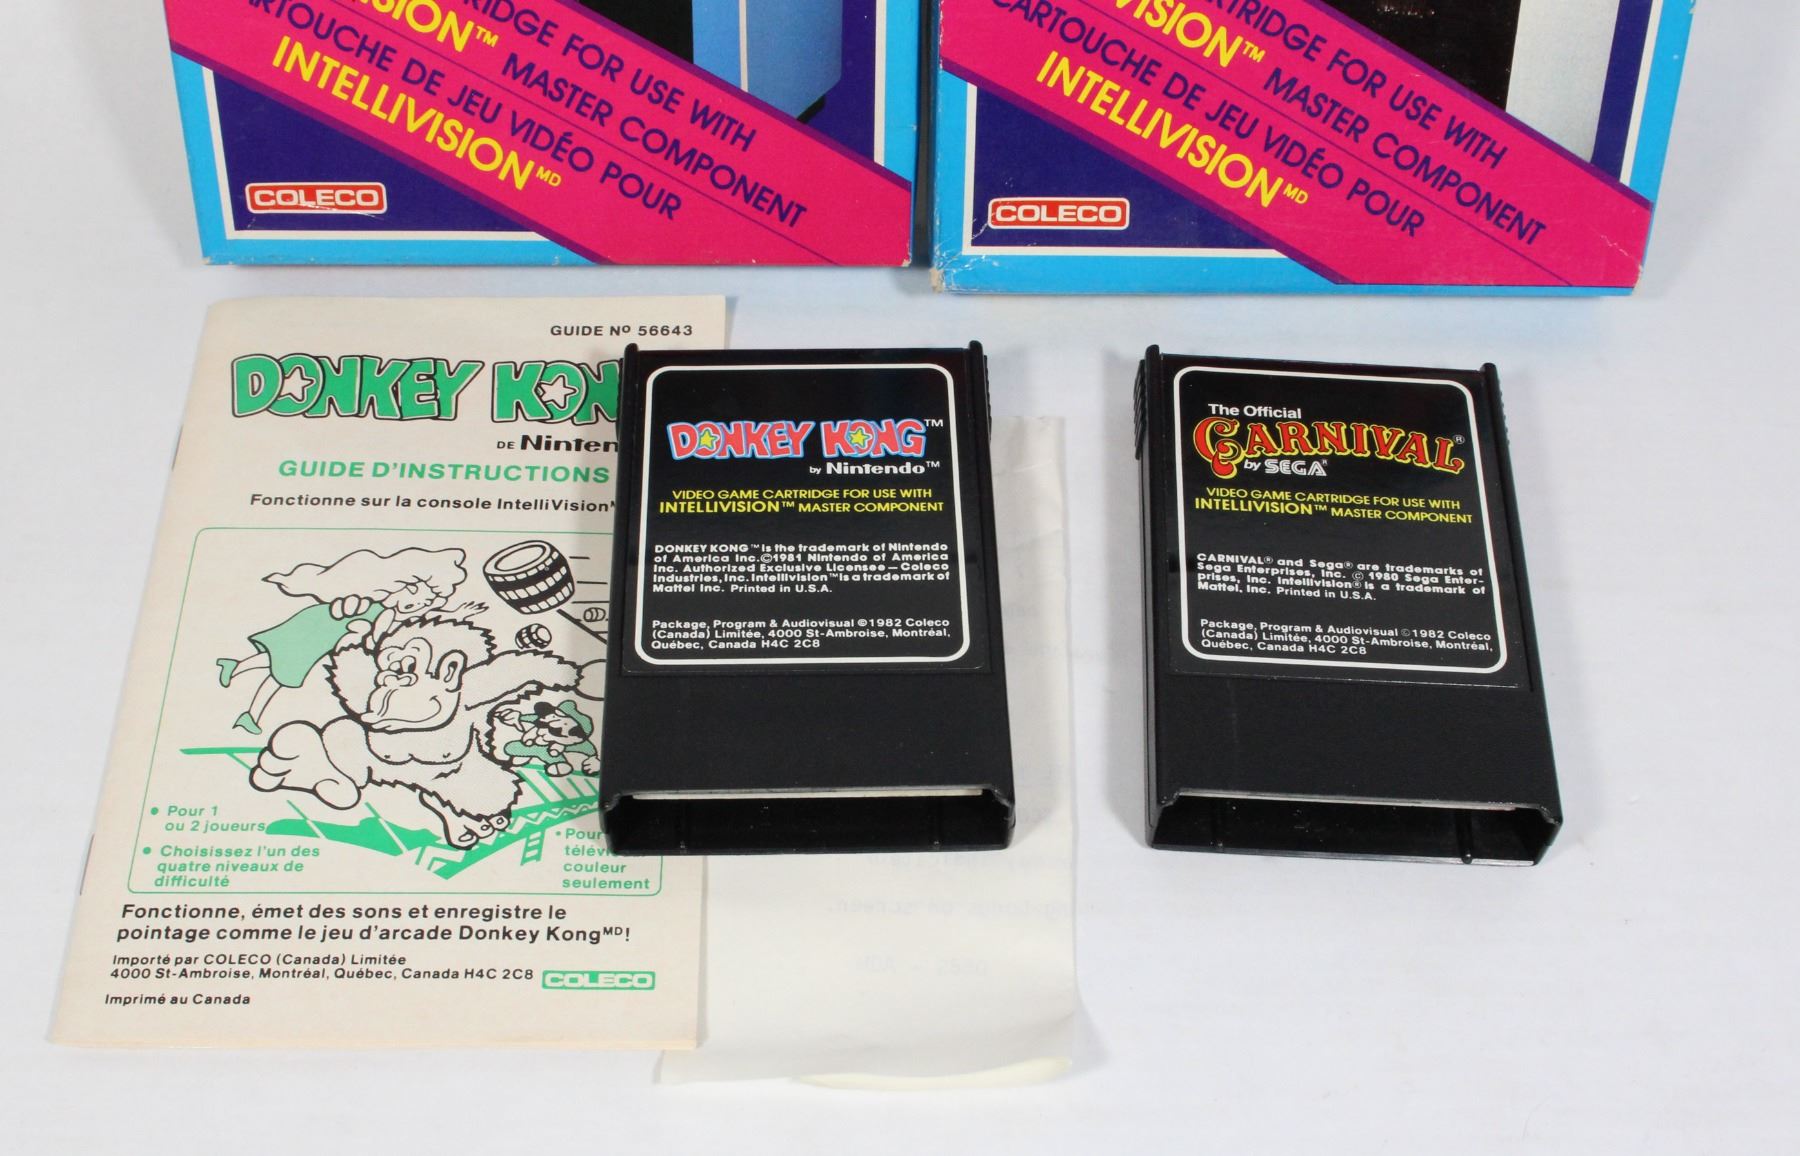 CARTRIDGE FOR USE WITH
VISION™ MASTER COMPONENT
CARTOUCHE DE JEU VIDÉO POUR
INTELLIVISION MD
COLECO
CARTRIDGE FOR USE WITH
VISION™ MASTER COMPONENT
CARTOUCHE DE JEU VIDÉO POUR
INTELLIVISION MD
COLECO
GUIDE Nº 56643
DONKEY KON
DE Ninten
GUIDE D'INSTRUCTIONS
Fonctionne sur la console IntelliVision
• Pour 1
ou 2 joueurs
• Choisissez l'un des
quatre niveaux de
difficulté
• Pour
télév
couleur
seulement
Fonctionne, émet des sons et enregistre le
pointage comme le jeu d'arcade Donkey Kong MD!
Importé par COLECO (Canada) Limitée
4000 St-Ambroise, Montréal, Québec, Canada H4C 2C8
COLECO
Imprimé au Canada
DONKEY KONG™
by Nintendo™
VIDEO GAME CARTRIDGE FOR USE WITH
INTELLIVISION™ MASTER COMPONENT
DONKEY KONG™ is the trademark of Nintendo
of America Inc. ©1981 Nintendo of America
Inc. Authorized Exclusive Licensee – Coleco
Industries, Inc. Intellivision™ is a trademark of
Mattel Inc. Printed in U.S.A.
Package, Program & Audiovisual ©1982 Coleco
(Canada) Limitée, 4000 St-Ambroise, Montréal,
Québec, Canada H4C 2C8
The Official
CARNIVAL®
by SEGA®
VIDEO GAME CARTRIDGE FOR USE WITH
INTELLIVISION™ MASTER COMPONENT
CARNIVAL® and Sega® are trademarks of
Sega Enterprises, Inc. © 1980 Sega Enter-
prises, Inc. Intellivision® is a trademark of
Mattel, Inc. Printed in U.S.A.
Package, Program & Audiovisual ©1982 Coleco
(Canada) Limitée, 4000 St-Ambroise, Montréal,
Québec, Canada H4C 2C8